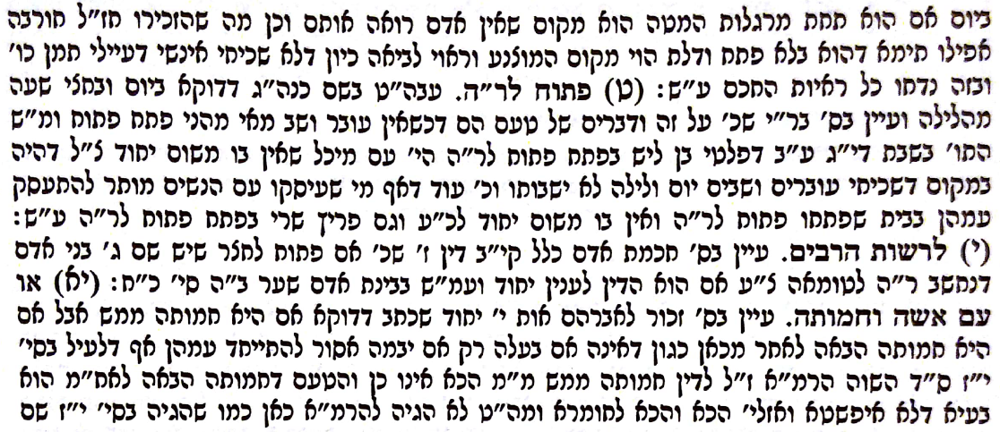 ביום אם הוא תחת מרגלות המטה הוא מקום שאין אדם רואה אותם וכן מה שהזכירו חז"ל חורבה
אפילו תימא דהוא בלא פתח ודלת הוי מקום המוצנע וראוי לביאה כיון דלא שכיחי אינשי דעיילי תמן כו'
ובזה נדחו כל ראיות החכם ע"ש: (ט) פתוח לר"ה. עבה"ט בשם כנה"ג דדוקא ביום ובחצי שעה
מהלילה ועיין בס' בר"י שכ' על זה ודברים של טעם הם דכשאין עובר ושב מאי מהני פתח פתוח ומ"ש
התו' בשבת די"ג ע"ב דפלטי בן ליש בפתח פתוח לר"ה הי' עם מיכל שאין בו משום יחוד צ"ל דהיה
במקום דשכיחי עוברים ושבים יום ולילה לא ישבותו וכ' עוד דאף מי שעיסקו עם הנשים מותר להתעסק
עמהן בבית שפתחו פתוח לר"ה ואין בו משום יחוד לכ"ע וגם פריץ שרי בפתח פתוח לר"ה ע"ש:
(י) לרשות הרבים. עיין בס' חכמת אדם כלל קי"ב דין ז' שכ' אם פתוח לחצר שיש שם ג' בני אדם
דנחשב ר"ה לטומאה צ"ע אם הוא הדין לענין יחוד ועמ"ש בבינת אדם שער ב"ה סי' כ"ח: (יא) או
עם אשה וחמותה. עיין בס' זכור לאברהם אות י' יחוד שכתב דדוקא אם היא חמותה ממש אבל אם
היא חמותה הבאה לאחר מכאן כגון דאינה אם בעלה רק אם יבמה אסור להתייחד עמהן אף דלעיל בסי'
י"ז ס"ד השוה הרמ"א ז"ל לדין חמותה ממש מ"מ הכא אינו כן והטעם דחמותה הבאה לאח"מ הוא
בעיא דלא איפשטא ואזלי' הכא והכא לחומרא ומה"ט לא הגיה להרמ"א כאן כמו שהגיה בסי' י"ז שם